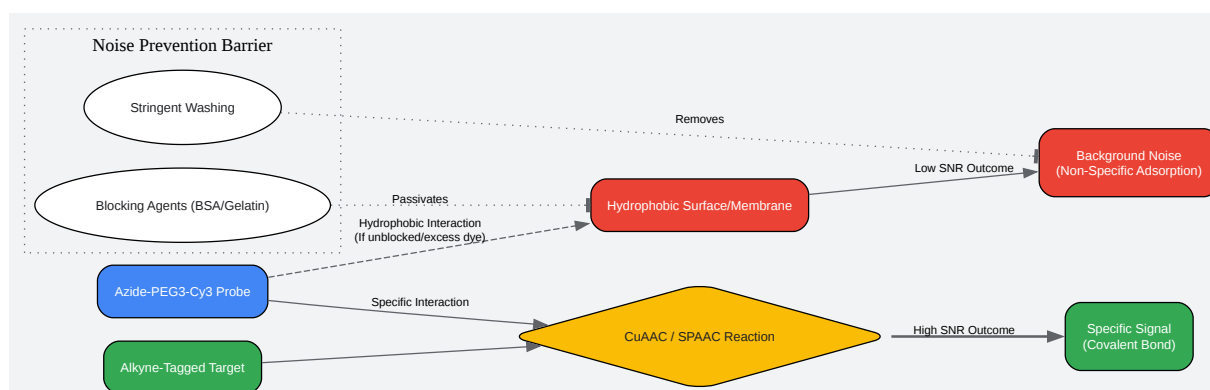 Noise Prevention Barrier
Stringent Washing
Removes
Background Noise
(Non-Specific Adsorption)
Low SNR Outcome
Blocking Agents (BSA/Gelatin)
Passivates
Hydrophobic Surface/Membrane
Hydrophobic Interaction
(If unblocked/excess dye)
Azide-PEG3-Cy3 Probe
Specific Interaction
CuAAC / SPAAC Reaction
High SNR Outcome
Specific Signal
(Covalent Bond)
Alkyne-Tagged Target